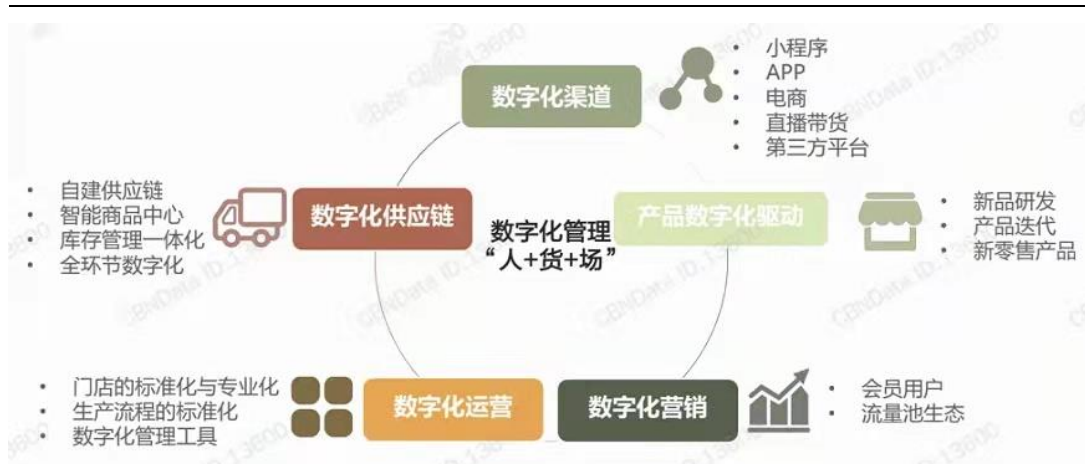 数字化渠道
小程序
APP
电商
直播带货
第三方平台
自建供应链
智能商品中心
库存管理一体化
全环节数字化
数字化供应链
数字化管理
“人+货+场”
产品数字化驱动
新品研发
产品迭代
新零售产品
门店的标准化与专业化
生产流程的标准化
数字化管理工具
数字化运营
数字化营销
会员用户
流量池生态
CBNData ID:13600